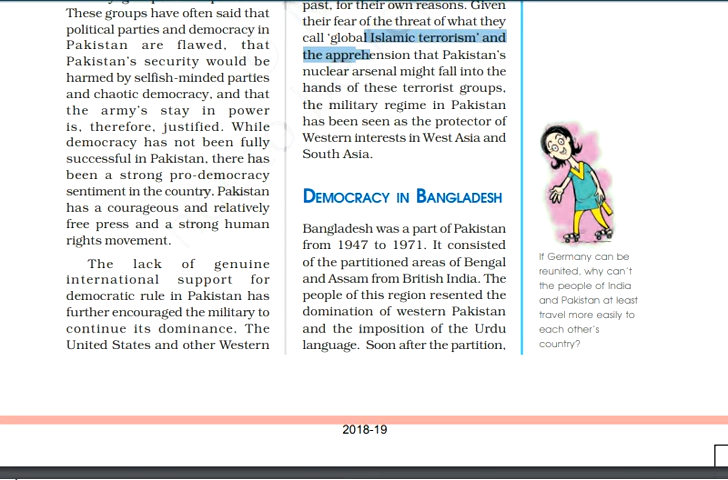 These groups have often said that
political parties and democracy in
Pakistan are flawed, that
Pakistan's security would be
harmed by selfish-minded parties
and chaotic democracy, and that
the army's stay in power
is, therefore, justified. While
democracy has not been fully
successful in Pakistan, there has
been a strong pro-democracy
sentiment in the country. Pakistan
has a courageous and relatively
free press and a strong human
rights movement.
The lack of genuine
international support for
democratic rule in Pakistan has
further encouraged the military to
continue its dominance. The
United States and other Western
past, for their own reasons. Given
their fear of the threat of what they
call ‘global Islamic terrorism’ and
the apprehension that Pakistan's
nuclear arsenal might fall into the
hands of these terrorist groups,
the military regime in Pakistan
has been seen as the protector of
Western interests in West Asia and
South Asia.
DEMOCRACY IN BANGLADESH
Bangladesh was a part of Pakistan
from 1947 to 1971. It consisted
of the partitioned areas of Bengal
and Assam from British India. The
people of this region resented the
domination of western Pakistan
and the imposition of the Urdu
language. Soon after the partition,
If Germany can be
reunited, why can't
the people of India
and Pakistan at least
travel more easily to
each other's
country?
2018-19